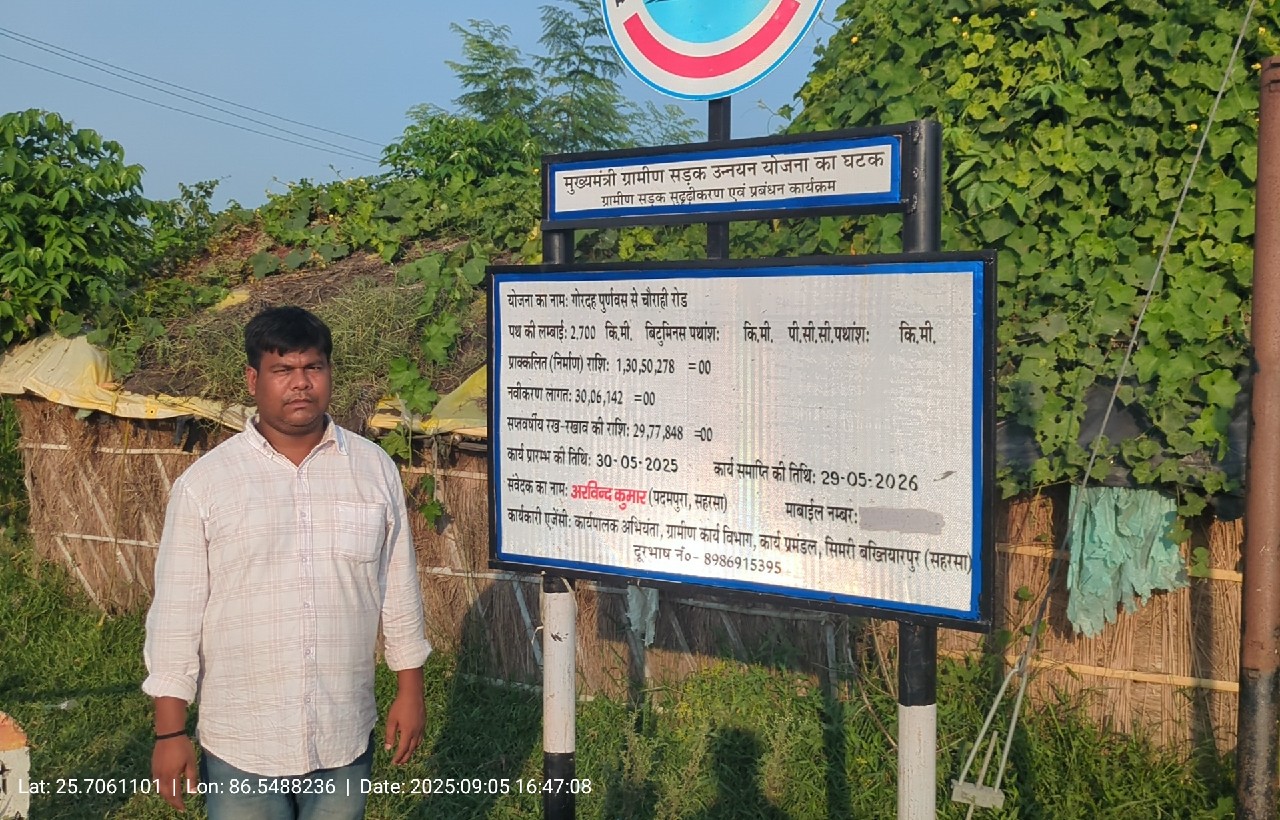 मुख्यमंत्री ग्रामीण सड़क उन्नयन योजना का घटक
ग्रामीण सड़क सुदृढ़ीकरण एवं प्रबंधन कार्यक्रम
योजना का नाम: गोरदह पुर्णवस से चौराही रोड
पथ की लम्बाई: 2.700 कि.मी. बिटुमिनस पथांश: कि.मी. पी.सी.सी.पथांश: कि.मी.
प्राक्कलित (निर्माण) राशि: 1,30,50,278 =00
नवीकरण लागत: 30,06,142 =00
सप्तवर्षीय रख-रखाव की राशि: 29,77,848 =00
कार्य प्रारम्भ की तिथि: 30-05-2025 कार्य समाप्ति की तिथि: 29-05-2026
संवेदक का नाम: अरविन्द कुमार (पदमपुरा, सहरसा) मोबाईल नम्बर:
कार्यकारी एजेंसी: कार्यपालक अभियंता, ग्रामीण कार्य विभाग, कार्य प्रमंडल, सिमरी बख्तियारपुर (सहरसा)
दूरभाष नं०- 8986915395
Lat: 25.7061101 | Lon: 86.5488236 | Date: 2025:09:05 16:47:08